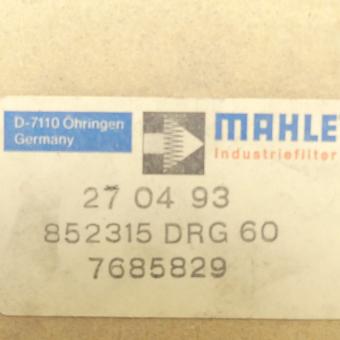 D-7110 Öhringen
Germany
MAHLE
Industriefilter
27 04 93
852315 DRG 60
7685829